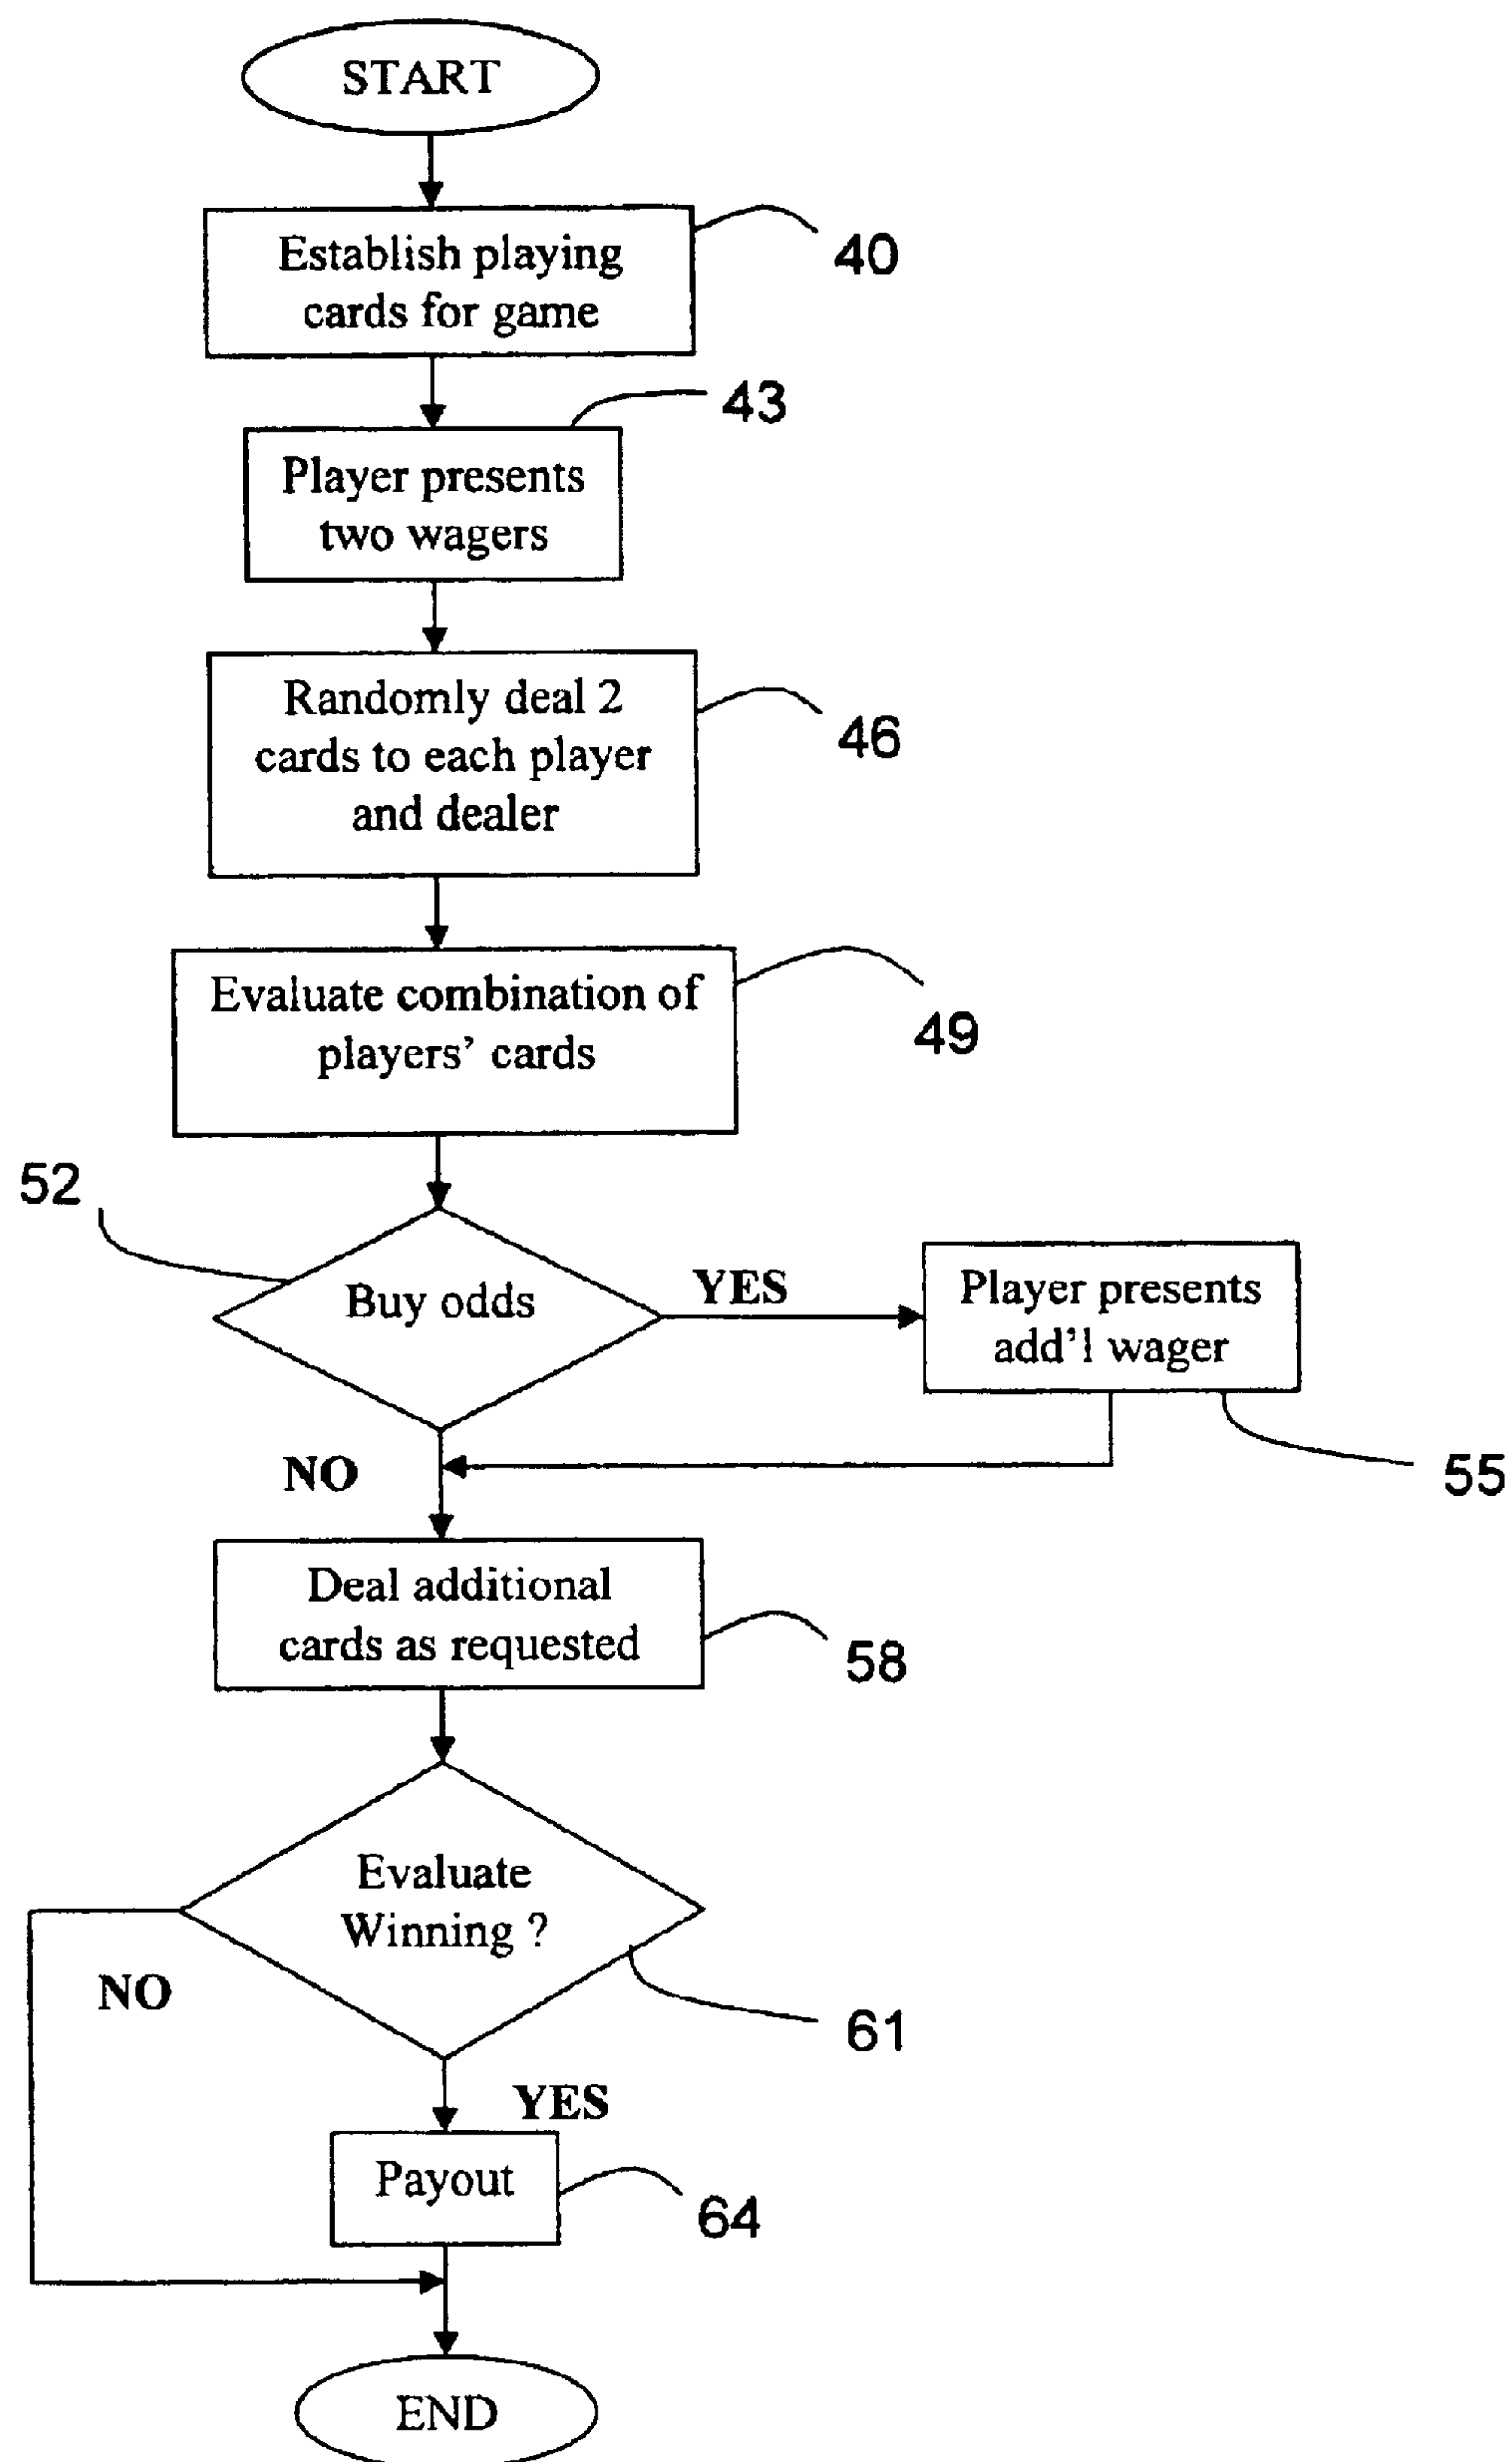 START
Establish playing
cards for game
40
43
Player presents
two wagers
Randomly deal 2
cards to each player
and dealer
46
Evaluate combination of
players’ cards
49
52
Buy odds
YES
Player presents
add’l wager
55
NO
Deal additional
cards as requested
58
Evaluate
Winning ?
NO
61
YES
Payout
64
END